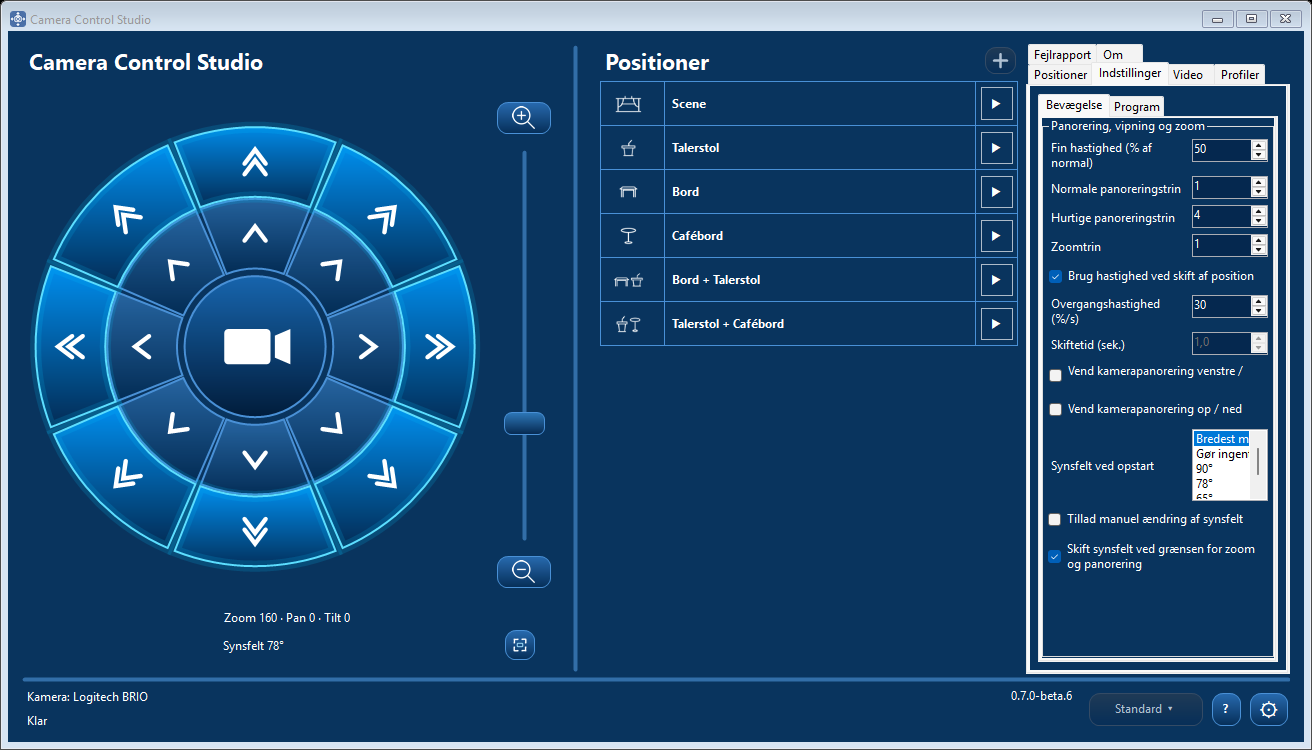 Camera Control Studio
Camera Control Studio
Zoom 160 · Pan 0 · Tilt 0
Synsfelt 78°
Positioner
+
Scene
Talerstol
Bord
Cafébord
Bord + Talerstol
Talerstol + Cafébord
Fejlrapport Om
Positioner Indstillinger Video Profiler
Bevægelse Program
Panorering, vipning og zoom
Fin hastighed (% af
normal)
50
Normale panoreringstrin 1
Hurtige panoreringstrin 4
Zoomtrin 1
Brug hastighed ved skift af position
Overgangshastighed
(%/s)
30
Skiftetid (sek.) 1,0
Vend kamerapanorering venstre /
Vend kamerapanorering op / ned
Synsfelt ved opstart
Bredest m
Gør ingent
90°
78°
65°
Tillad manuel ændring af synsfelt
Skift synsfelt ved grænsen for zoom
og panorering
Kamera: Logitech BRIO
Klar
0.7.0-beta.6
Standard
?